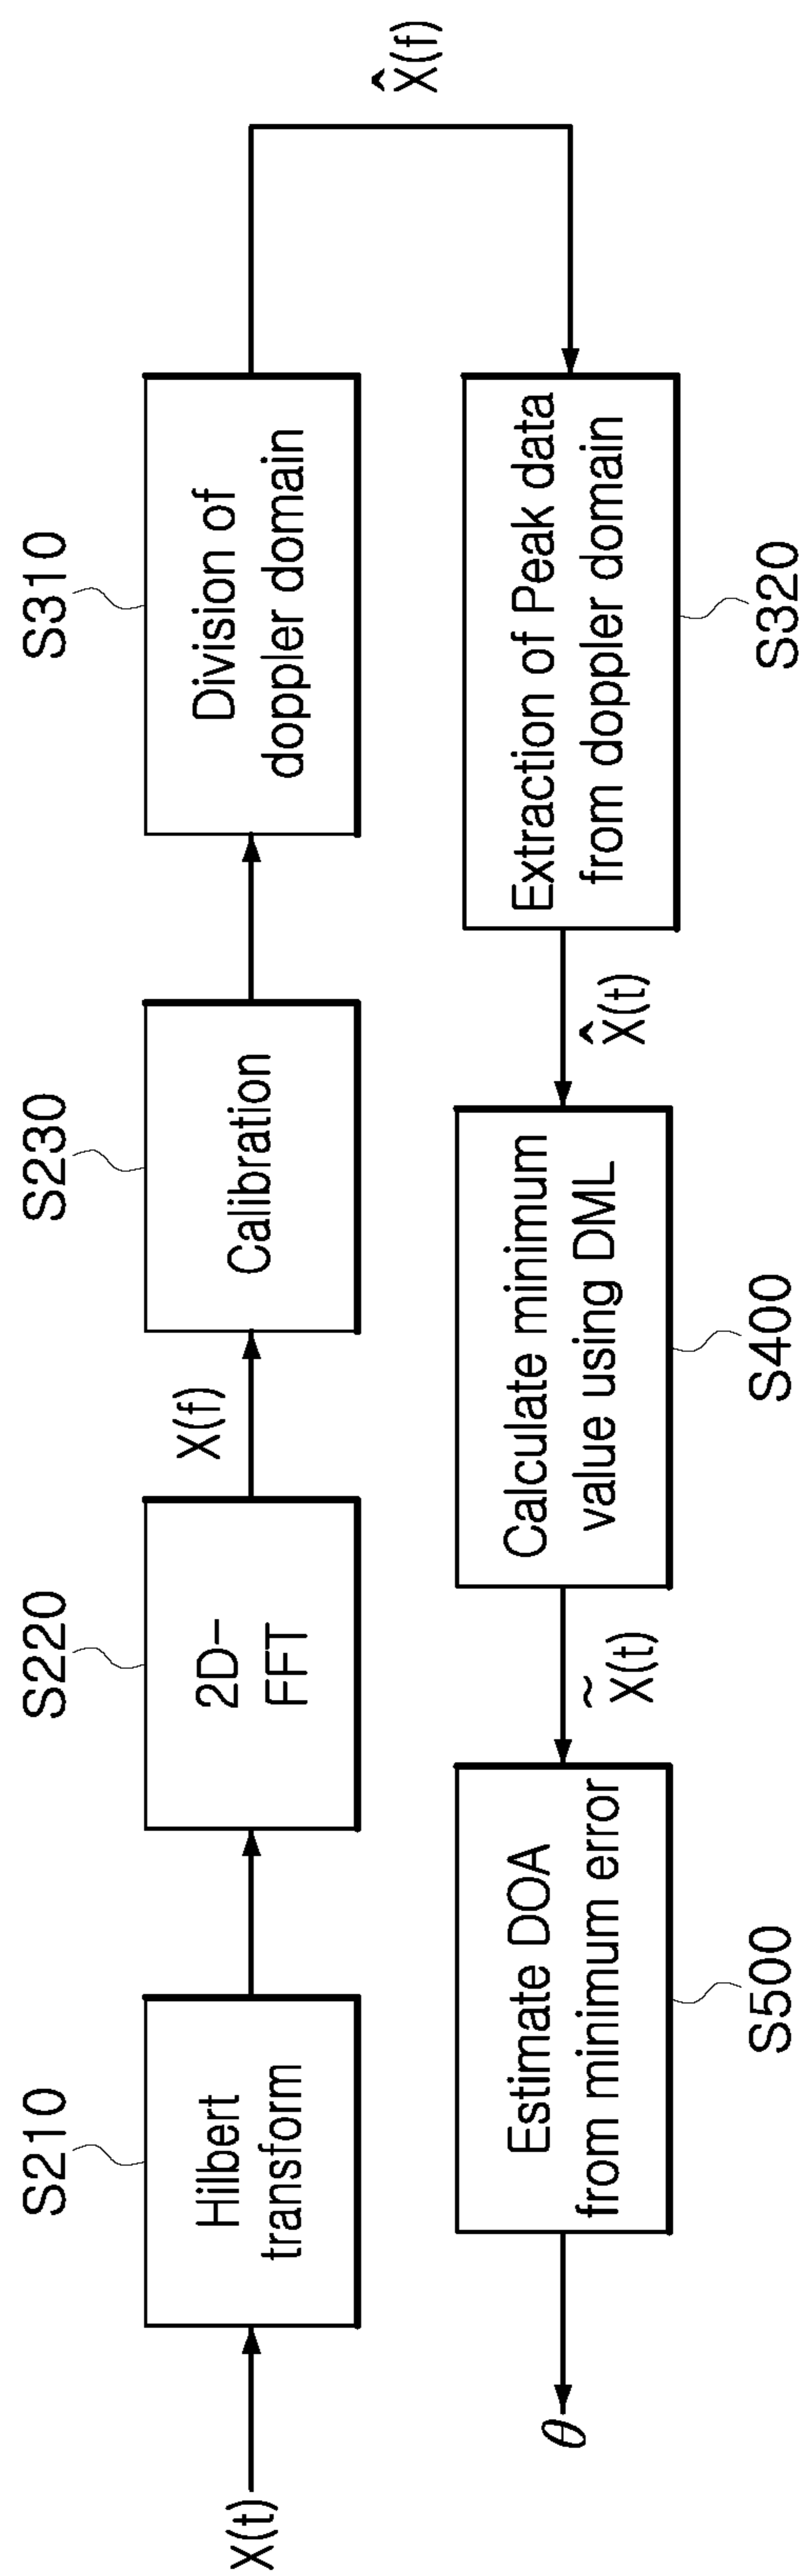 S210
S220
S230
S310
X(t)
Hilbert
transform
2D-
FFT
X(f)
Calibration
Division of
doppler domain
X̂(f)
θ
Estimate DOA
from minimum error
X̃(t)
Calculate minimum
value using DML
X̂(t)
Extraction of Peak data
from doppler domain
S500
S400
S320